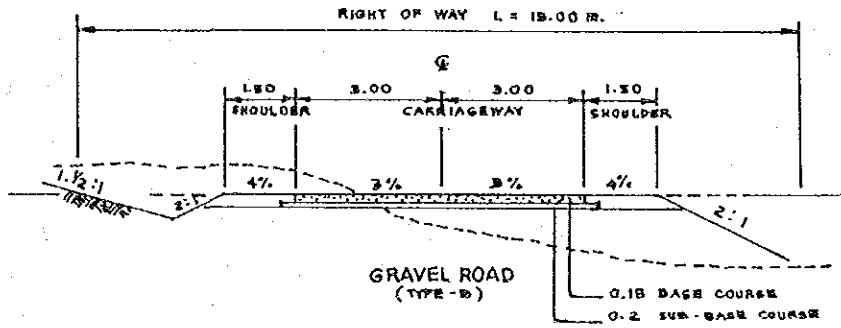 RIGHT OF WAY L = 15.00 m.
℄
1.50 3.00 3.00 1.50
SHOULDER CARRIAGEWAY SHOULDER
4% 3% 3% 4%
1.1/2:1
2:1
2:1
GRAVEL ROAD
(TYPE-B)
0.15 BASE COURSE
0.2 SUB-BASE COURSE